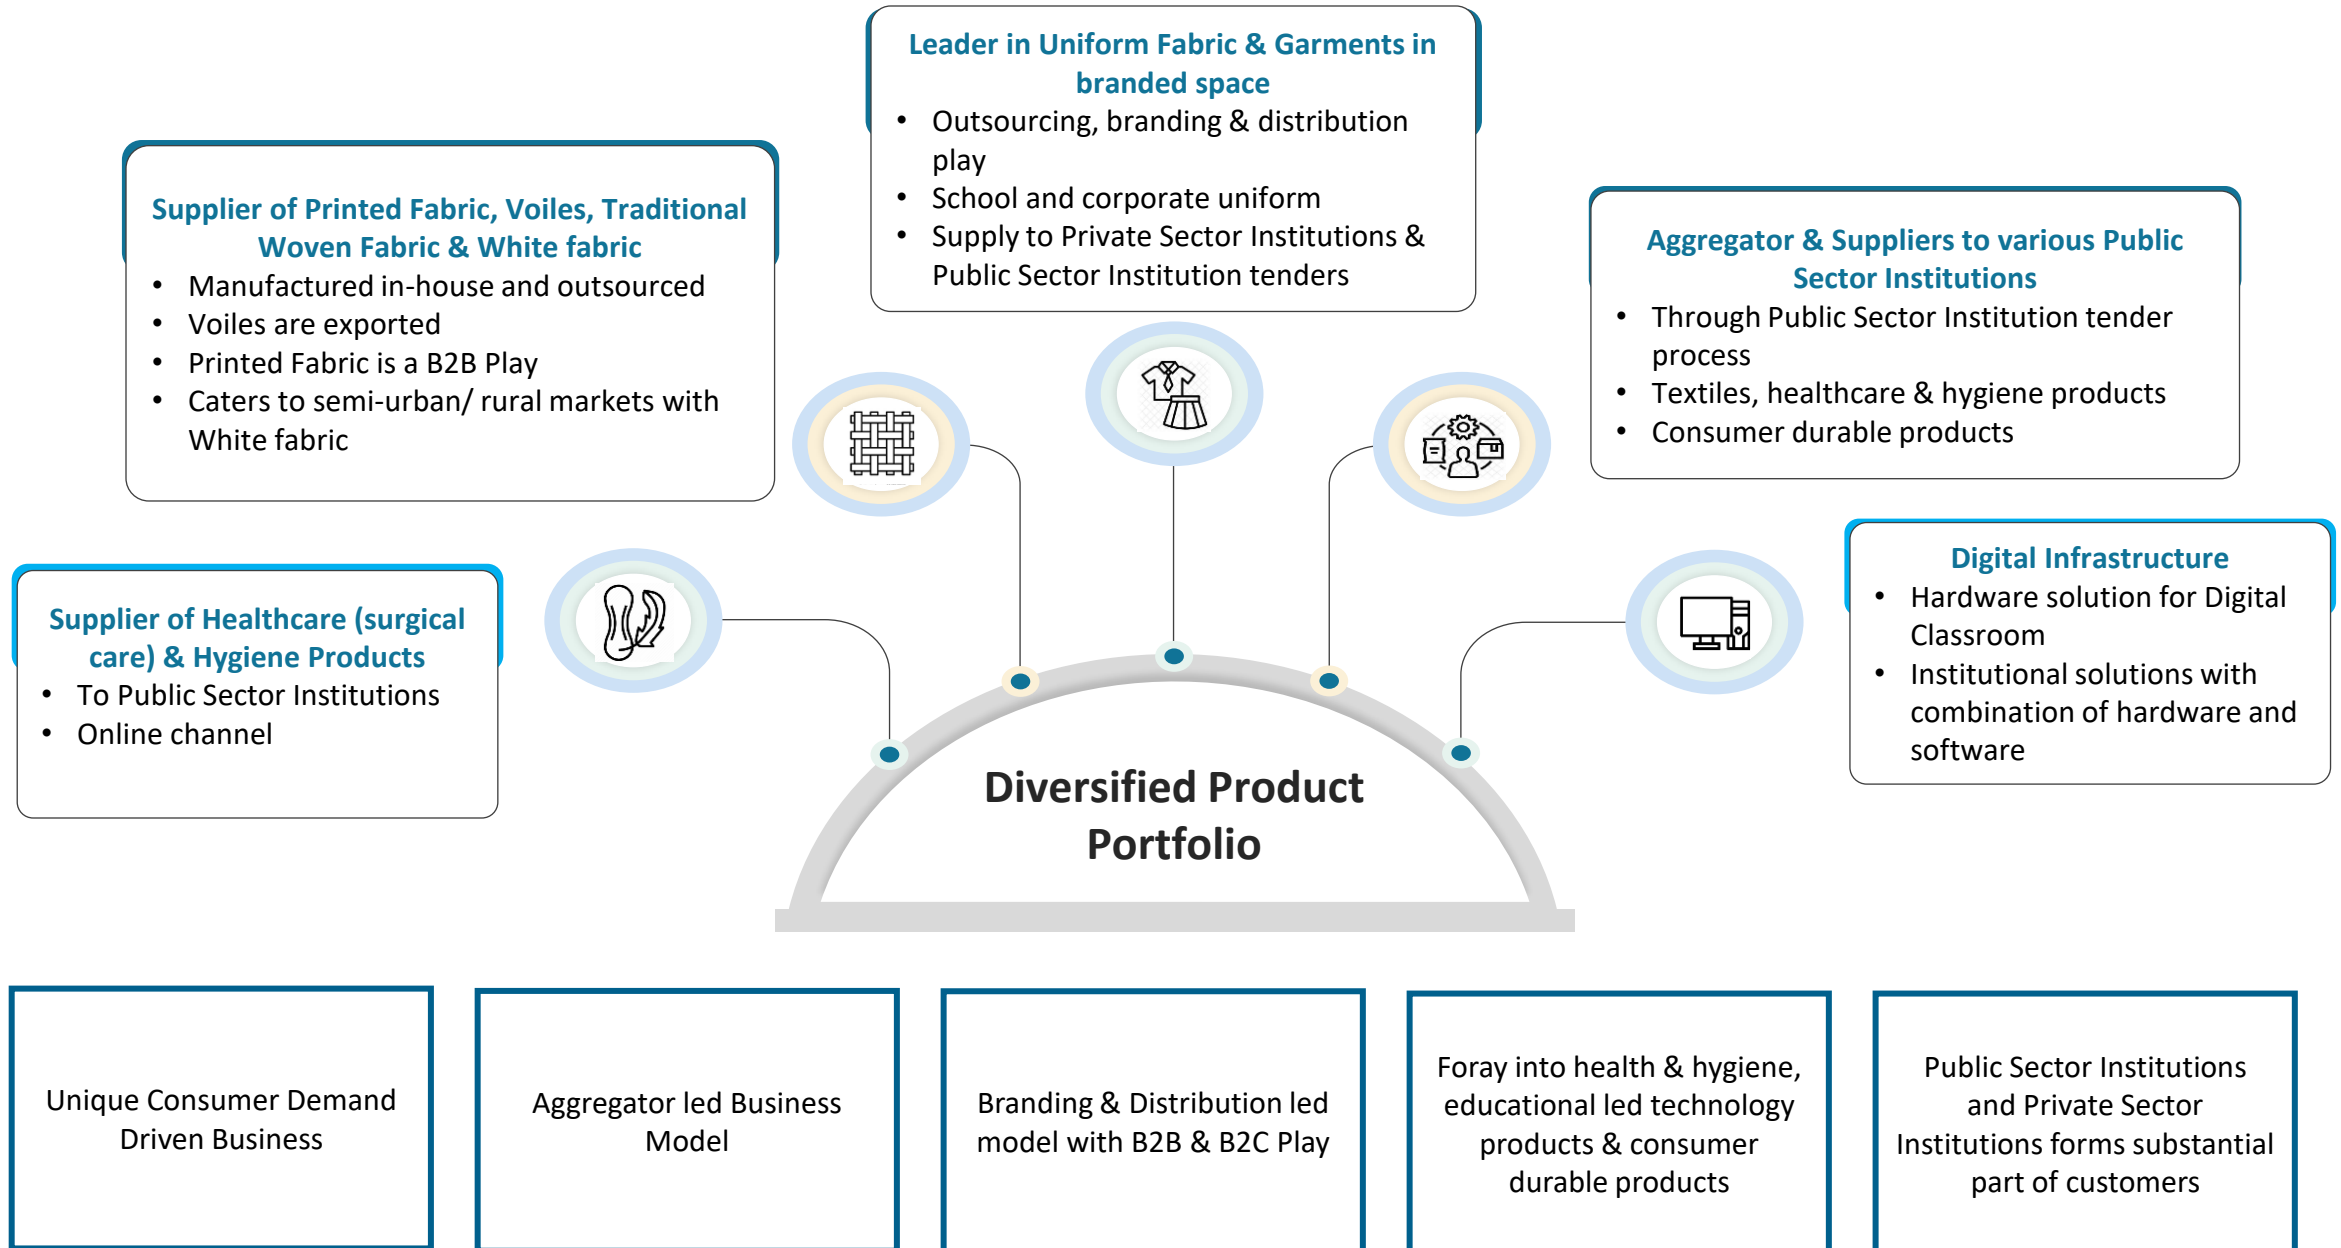 Leader in Uniform Fabric & Garments in
branded space
• Outsourcing, branding & distribution
play
• School and corporate uniform
• Supply to Private Sector Institutions &
Public Sector Institution tenders
Supplier of Printed Fabric, Voiles, Traditional
Woven Fabric & White fabric
• Manufactured in-house and outsourced
• Voiles are exported
• Printed Fabric is a B2B Play
• Caters to semi-urban/ rural markets with
White fabric
Aggregator & Suppliers to various Public
Sector Institutions
• Through Public Sector Institution tender
process
• Textiles, healthcare & hygiene products
• Consumer durable products
Supplier of Healthcare (surgical
care) & Hygiene Products
• To Public Sector Institutions
• Online channel
Digital Infrastructure
• Hardware solution for Digital
Classroom
• Institutional solutions with
combination of hardware and
software
Diversified Product
Portfolio
Unique Consumer Demand
Driven Business
Aggregator led Business
Model
Branding & Distribution led
model with B2B & B2C Play
Foray into health & hygiene,
educational led technology
products & consumer
durable products
Public Sector Institutions
and Private Sector
Institutions forms substantial
part of customers